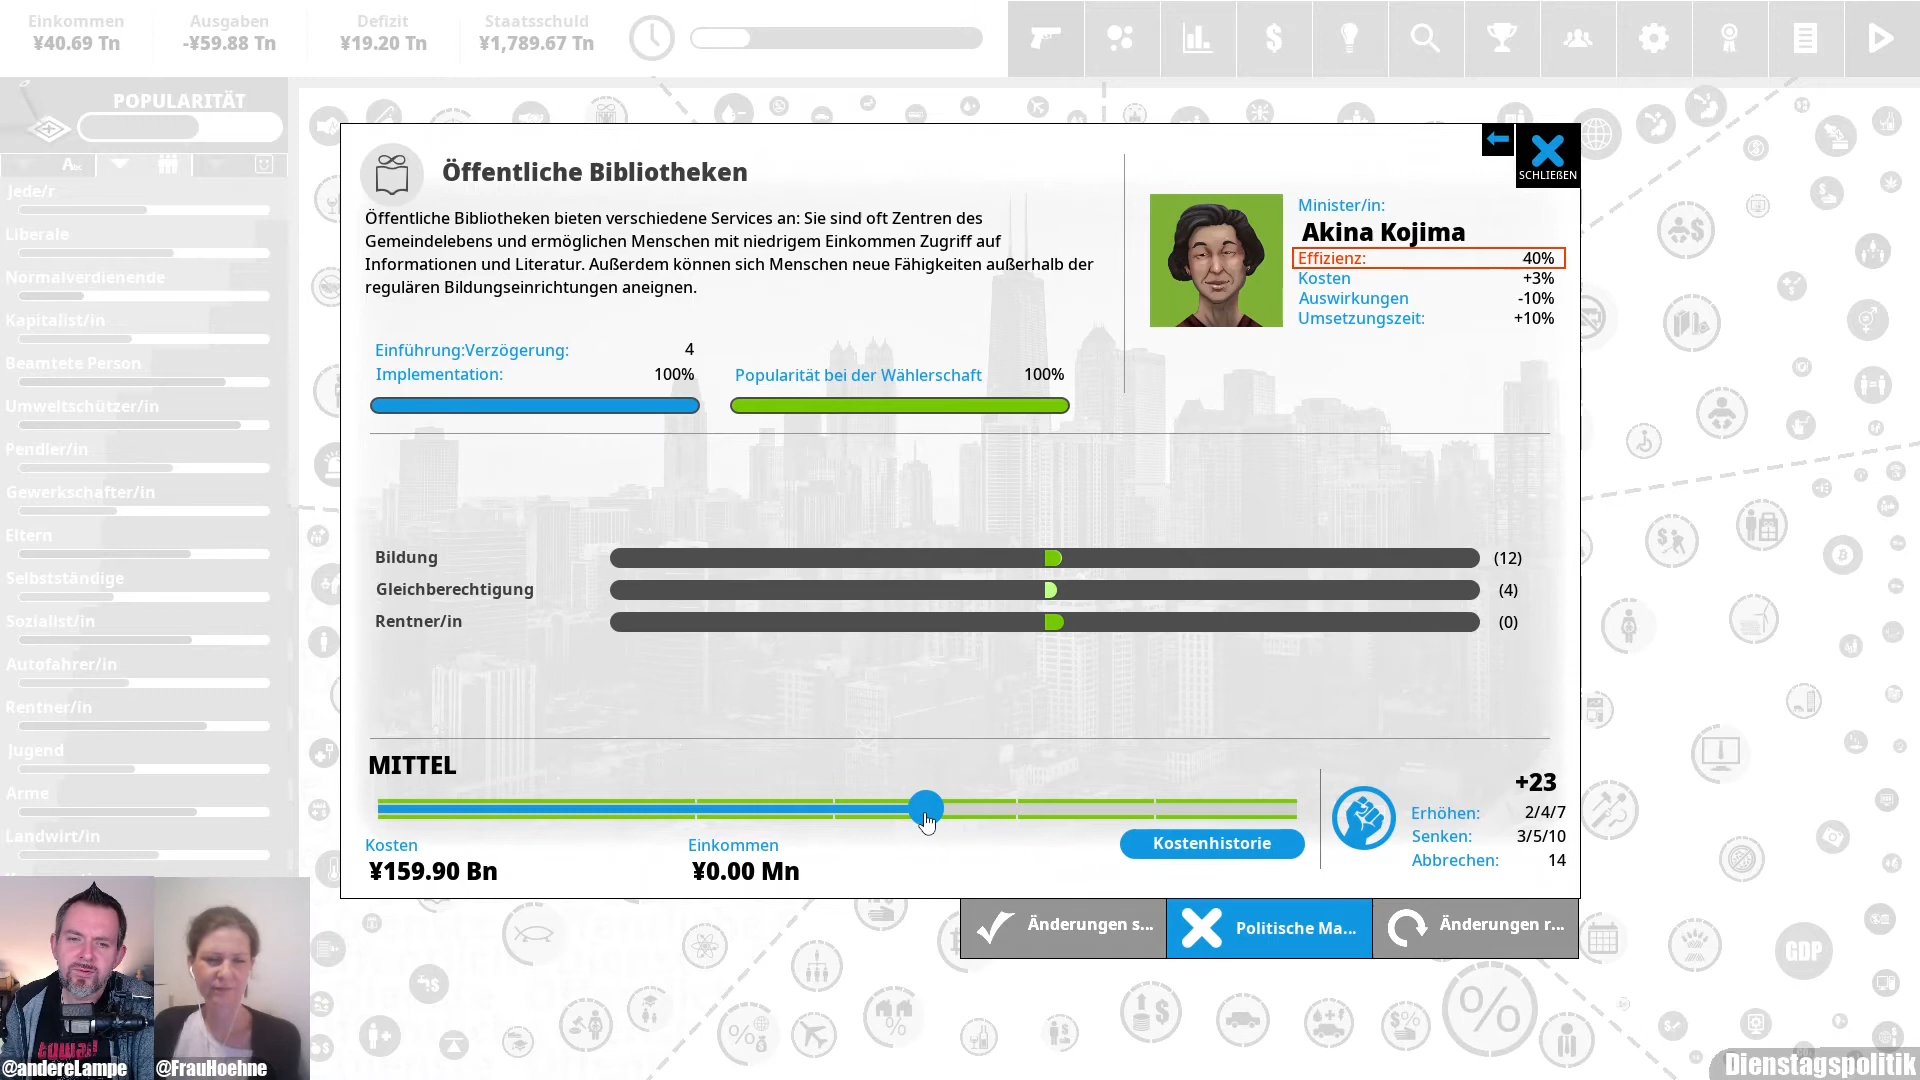 Einkommen
¥40.69 Tn
Ausgaben
-¥59.88 Tn
Defizit
¥19.20 Tn
Staatsschuld
¥1,789.67 Tn
POPULARITÄT
Abc
Jede/r
Liberale
Normalverdienende
Kapitalist/in
Beamtete Person
Umweltschützer/in
Pendler/in
Gewerkschafter/in
Eltern
Selbstständige
Sozialist/in
Autofahrer/in
Rentner/in
Jugend
Arme
Landwirt/in
Öffentliche Bibliotheken
Öffentliche Bibliotheken bieten verschiedene Services an: Sie sind oft Zentren des
Gemeindelebens und ermöglichen Menschen mit niedrigem Einkommen Zugriff auf
Informationen und Literatur. Außerdem können sich Menschen neue Fähigkeiten außerhalb der
regulären Bildungseinrichtungen aneignen.
SCHLIEßEN
Minister/in:
Akina Kojima
Effizienz: 40%
Kosten +3%
Auswirkungen -10%
Umsetzungszeit: +10%
Einführung:Verzögerung: 4
Implementation: 100%
Popularität bei der Wählerschaft 100%
Bildung (12)
Gleichberechtigung (4)
Rentner/in (0)
MITTEL
Kosten
¥159.90 Bn
Einkommen
¥0.00 Mn
Kostenhistorie
+23
Erhöhen: 2/4/7
Senken: 3/5/10
Abbrechen: 14
Änderungen s...
Politische Ma...
Änderungen r...
GDP
@andereLampe
@FrauHoehne
Dienstagspolitik